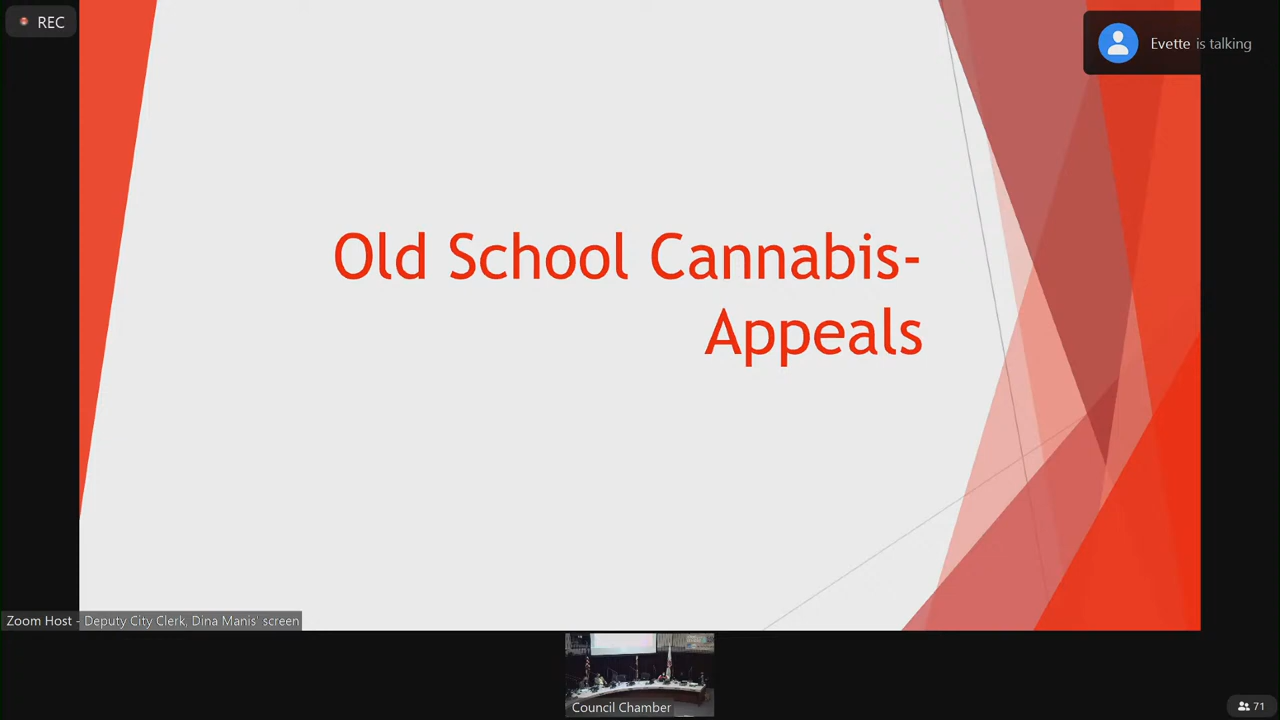 REC
Evette is talking
Old School Cannabis-
Appeals
Zoom Host - Deputy City Clerk, Dina Manis' screen
Council Chamber
71